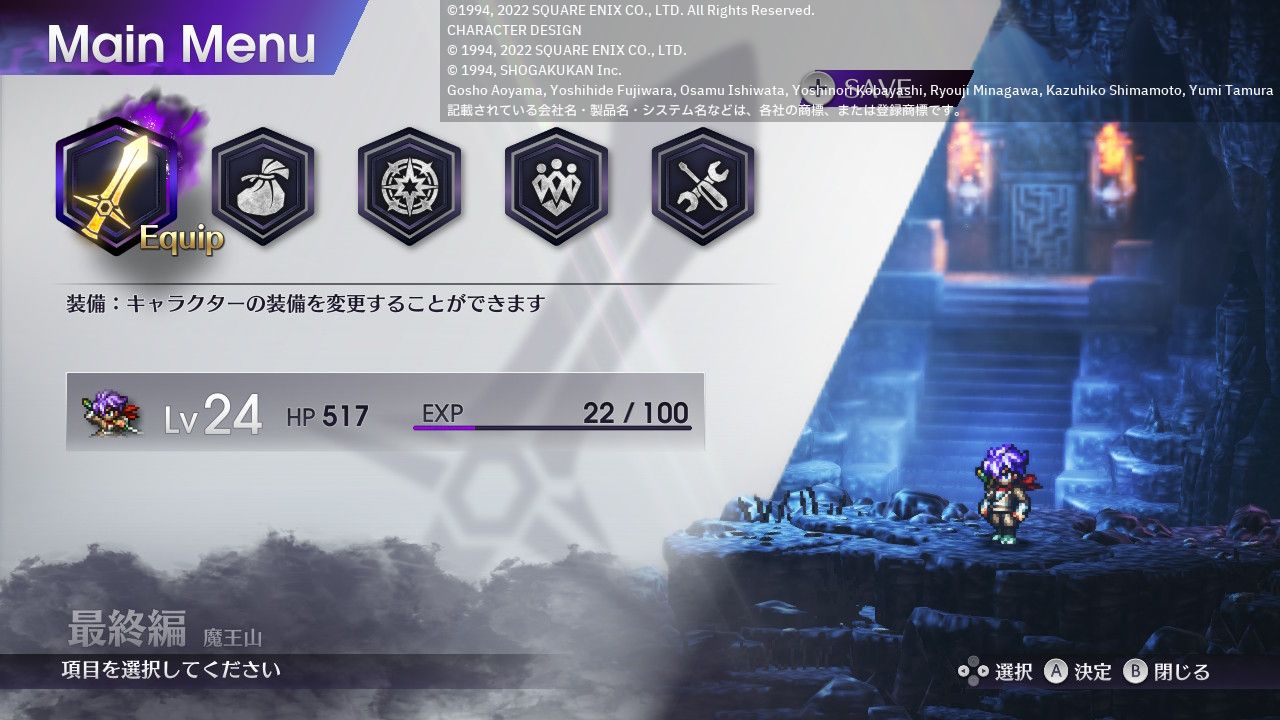 Main Menu
©1994, 2022 SQUARE ENIX CO., LTD. All Rights Reserved.
CHARACTER DESIGN
© 1994, 2022 SQUARE ENIX CO., LTD.
© 1994, SHOGAKUKAN Inc.
Gosho Aoyama, Yoshihide Fujiwara, Osamu Ishiwata, Yoshinori Kobayashi, Ryouji Minagawa, Kazuhiko Shimamoto, Yumi Tamura
記載されている会社名・製品名・システム名などは、各社の商標、または登録商標です。
+ SAVE
Equip
装備：キャラクターの装備を変更することができます
Lv 24 HP 517 EXP 22 / 100
最終編 魔王山
項目を選択してください
選択 A 決定 B 閉じる